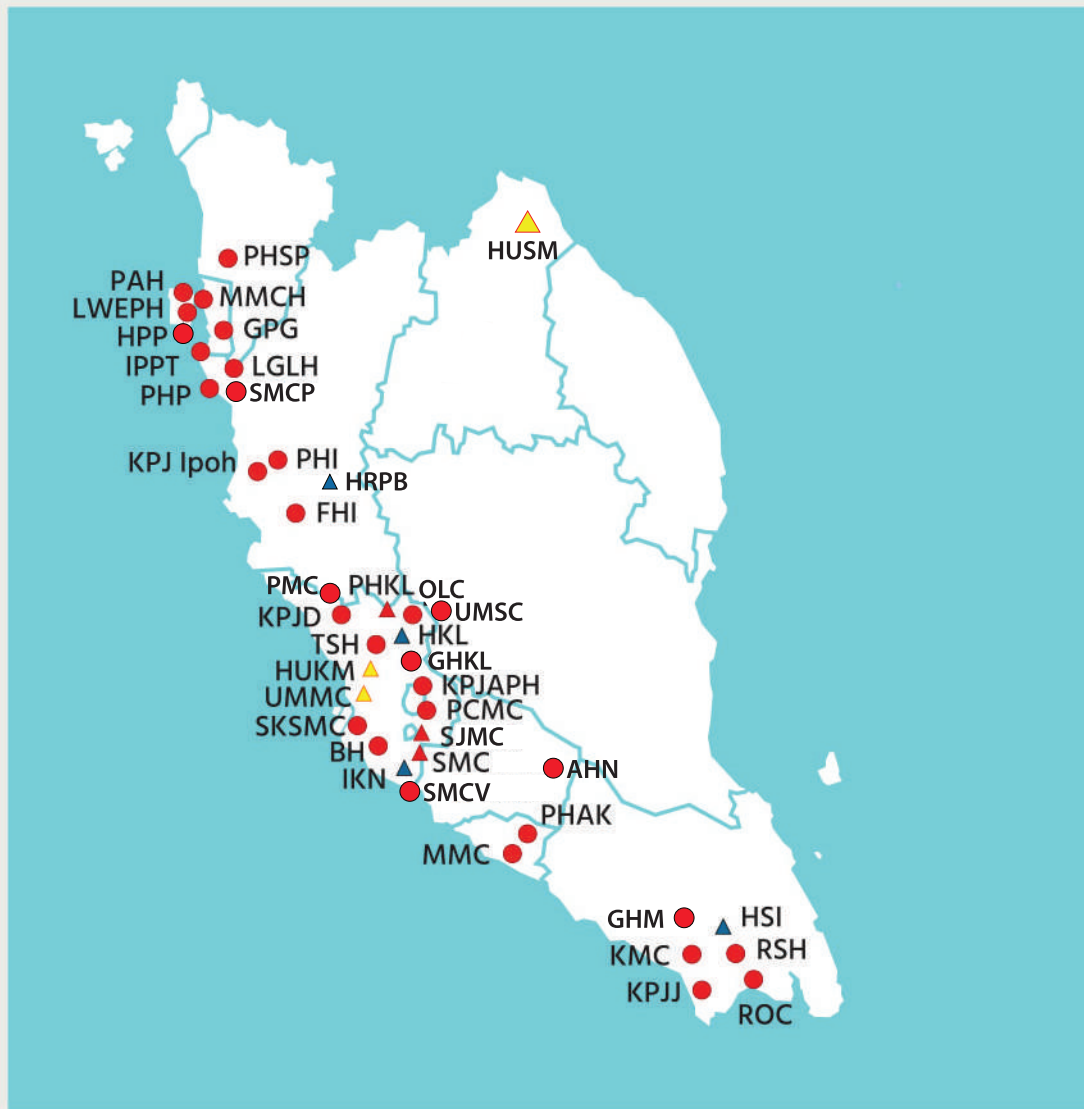 HUSM
PHSP
PAH
MMCH
LWEPH
HPP
GPG
IPPT
LGLH
PHP
SMCP
KPJ Ipoh
PHI
HRPB
FHI
PMC
PHKL
OLC
KPJD
UMSC
TSH
HKL
HUKM
GHKL
UMMC
KPJAPH
PCMC
SKSMC
SJMC
BH
SMC
IKN
AHN
SMCV
PHAK
MMC
GHM
HSI
KMC
RSH
KPJJ
ROC